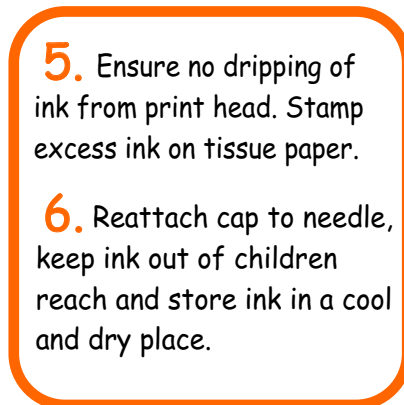 5. Ensure no dripping of
ink from print head. Stamp
excess ink on tissue paper.
6. Reattach cap to needle,
keep ink out of children
reach and store ink in a cool
and dry place.